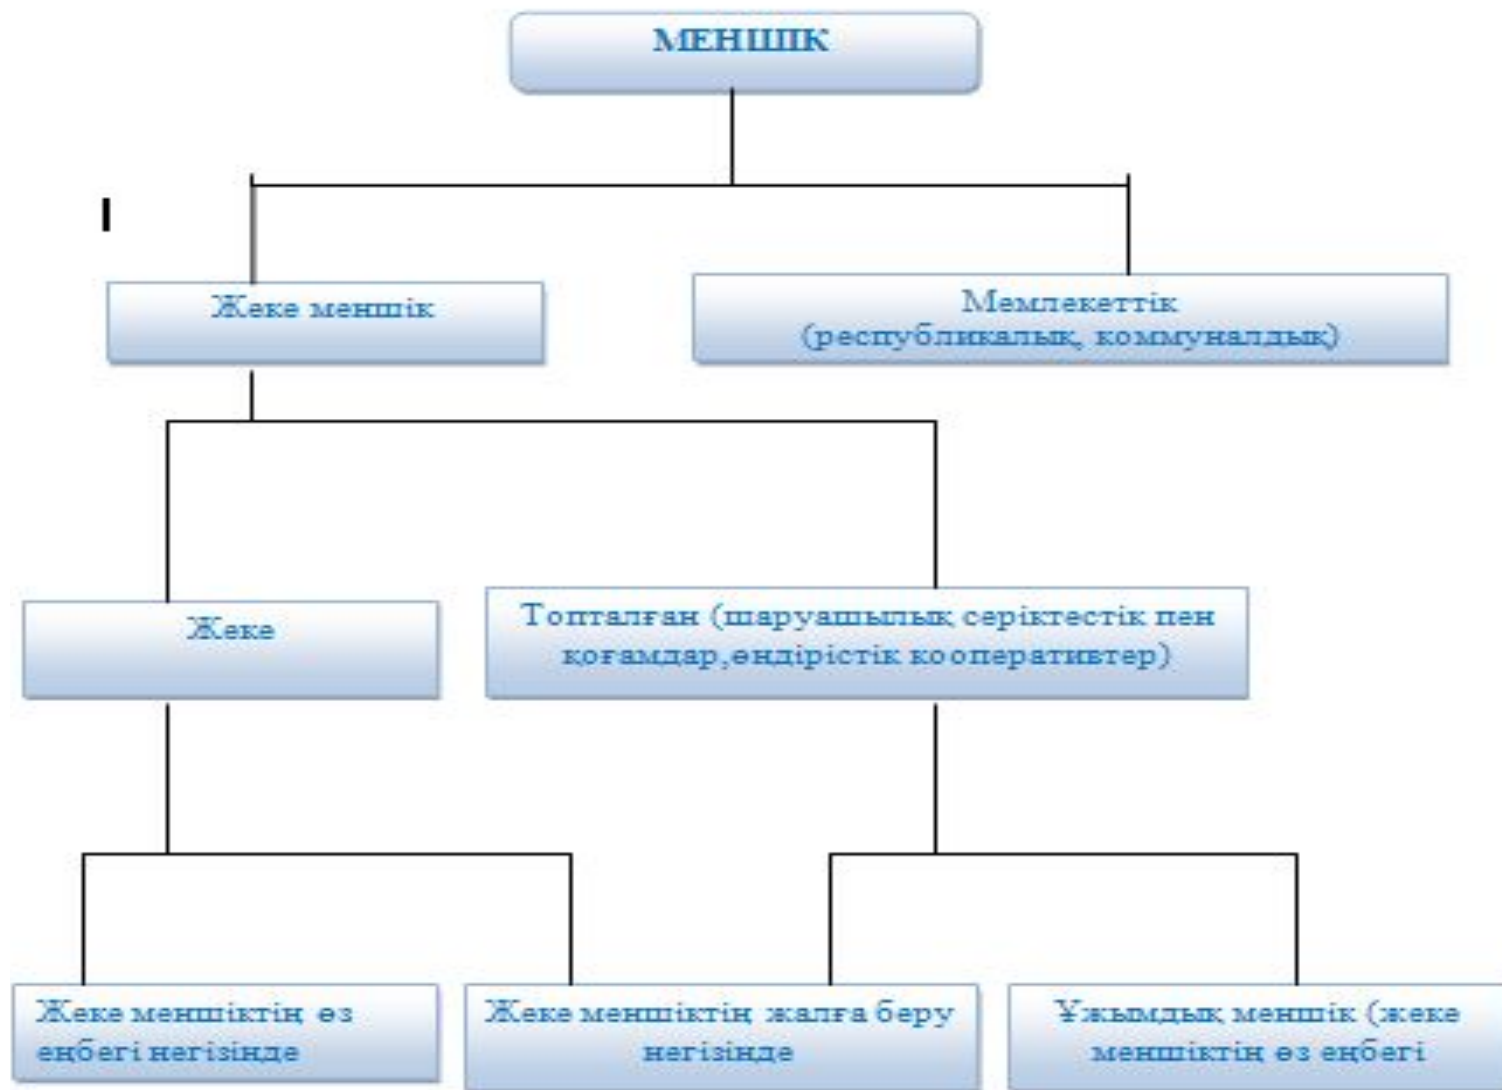 МЕНШІК
Жеке меншік
Мемлекеттік
(республикалық, коммуналдық)
Жеке
Топталған (шаруашылық серіктестік пен
қоғамдар,өндірістік кооперативтер)
Жеке меншіктің өз
еңбегі негізінде
Жеке меншіктің жалға беру
негізінде
Ұжымдық меншік (жеке
меншіктің өз еңбегі